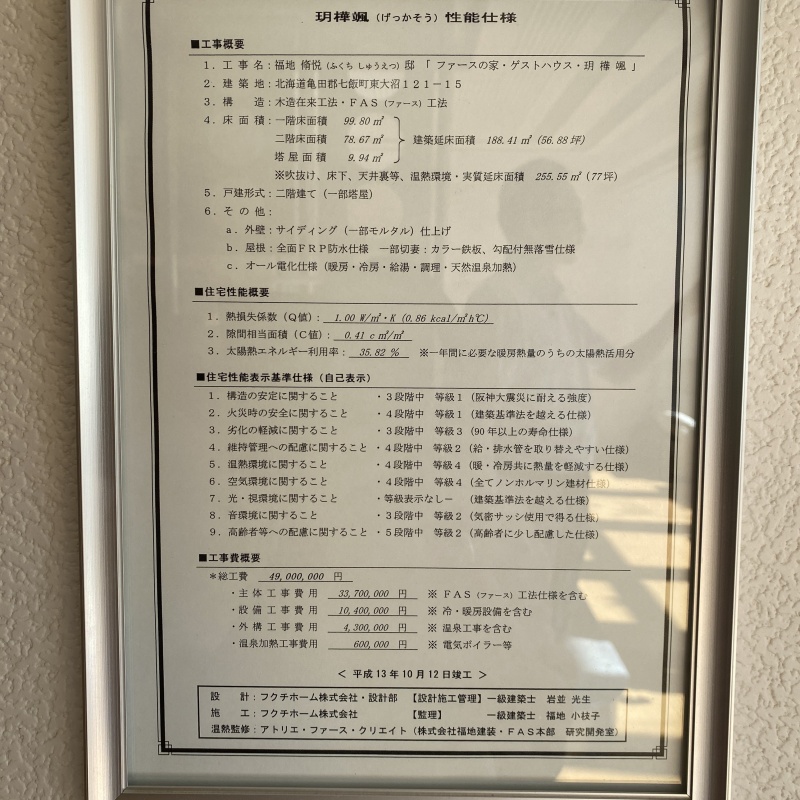 玥樺颯（げっかそう）性能仕様
■工事概要
１．工 事 名：福地 脩悦（ふくち しゅうえつ）邸 「 ファースの家・ゲストハウス・玥 樺 颯 」
２．建 築 地：北海道亀田郡七飯町東大沼１２１－１５
３．構　　造：木造在来工法・ＦＡＳ（ファース）工法
４．床 面 積：一階床面積　99.80 ㎡
二階床面積　78.67 ㎡　建築延床面積　188.41 ㎡（56.88 坪）
塔 屋 面 積　9.94 ㎡
※吹抜け、床下、天井裏等、温熱環境・実質延床面積　255.55 ㎡（77坪）
５．戸建形式：二階建て（一部塔屋）
６．そ の 他：
ａ．外壁：サイディング（一部モルタル）仕上げ
ｂ．屋根：全面ＦＲＰ防水仕様　一部切妻：カラー鉄板、勾配付無落雪仕様
ｃ．オール電化仕様（暖房・冷房・給湯・調理・天然温泉加熱）
■住宅性能概要
１．熱損失係数（Ｑ値）：　1.00 W/㎡・K（0.86 kcal/㎡h℃）
２．隙間相当面積（Ｃ値）：　0.41 ｃ㎡/㎡
３．太陽熱エネルギー利用率：　35.82 ％　※一年間に必要な暖房熱量のうちの太陽熱活用分
■住宅性能表示基準仕様（自己表示）
１．構造の安定に関すること　・３段階中　等級１（阪神大震災に耐える強度）
２．火災時の安全に関すること　・４段階中　等級１（建築基準法を越える仕様）
３．劣化の軽減に関すること　・３段階中　等級３（90 年以上の寿命仕様）
４．維持管理への配慮に関すること　・４段階中　等級２（給・排水管を取り替えやすい仕様）
５．温熱環境に関すること　・４段階中　等級４（暖・冷房共に熱量を軽減する仕様）
６．空気環境に関すること　・４段階中　等級４（全てノンホルマリン建材仕様）
７．光・視環境に関すること　・等級表示なし－　（建築基準法を越える仕様）
８．音環境に関すること　・３段階中　等級２（気密サッシ使用で得る仕様）
９．高齢者等への配慮に関すること　・５段階中　等級２（高齢者に少し配慮した仕様）
■工事費概要
＊総工費　49,000,000　円
・主 体 工 事 費 用　33,700,000　円　※ ＦＡＳ（ファース）工法仕様を含む
・設 備 工 事 費 用　10,400,000　円　※ 冷・暖房設備を含む
・外 構 工 事 費 用　4,300,000　円　※ 温泉工事を含む
・温泉加熱工事費用　600,000　円　※ 電気ボイラー等
＜ 平成 13 年 10 月 12 日竣工 ＞
設　　計：フクチホーム株式会社・設計部　【設計施工管理】一級建築士　岩並 光生
施　　工：フクチホーム株式会社　【監理】　一級建築士　福地 小枝子
温熱監修：アトリエ・ファース・クリエイト（株式会社福地建装・ＦＡＳ本部　研究開発室）